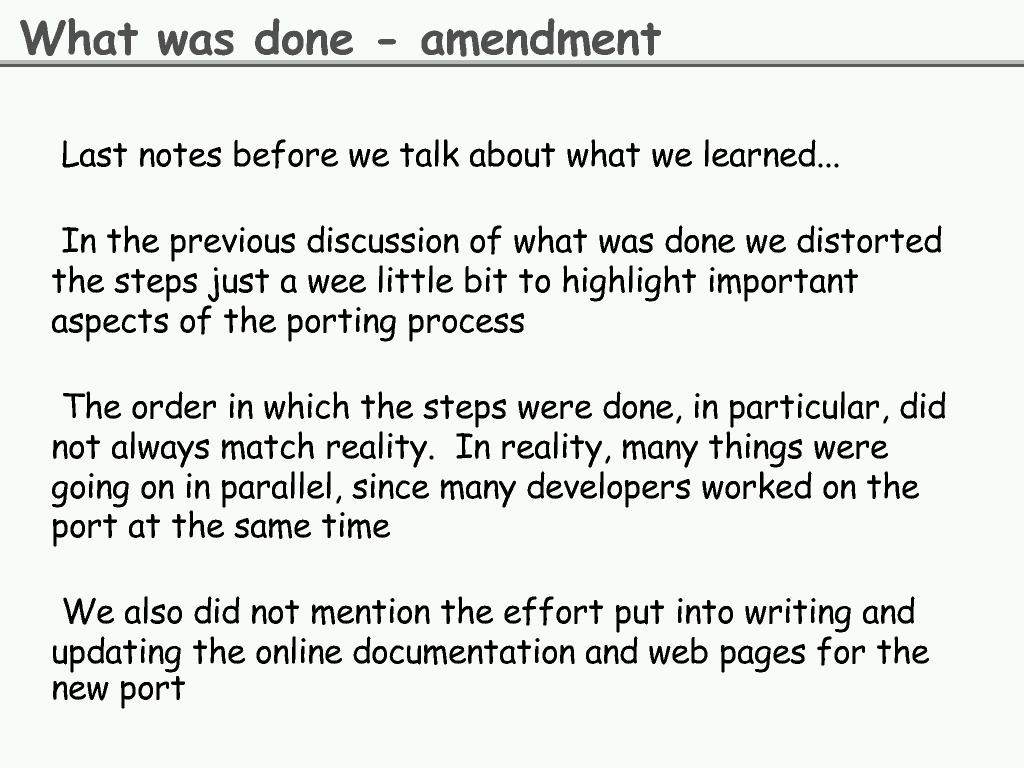 What was done - amendment
Last notes before we talk about what we learned...
In the previous discussion of what was done we distorted
the steps just a wee little bit to highlight important
aspects of the porting process
The order in which the steps were done, in particular, did
not always match reality.  In reality, many things were
going on in parallel, since many developers worked on the
port at the same time
We also did not mention the effort put into writing and
updating the online documentation and web pages for the
new port